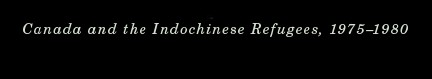 Canada and the Indochinese Refugees, 1975–1980